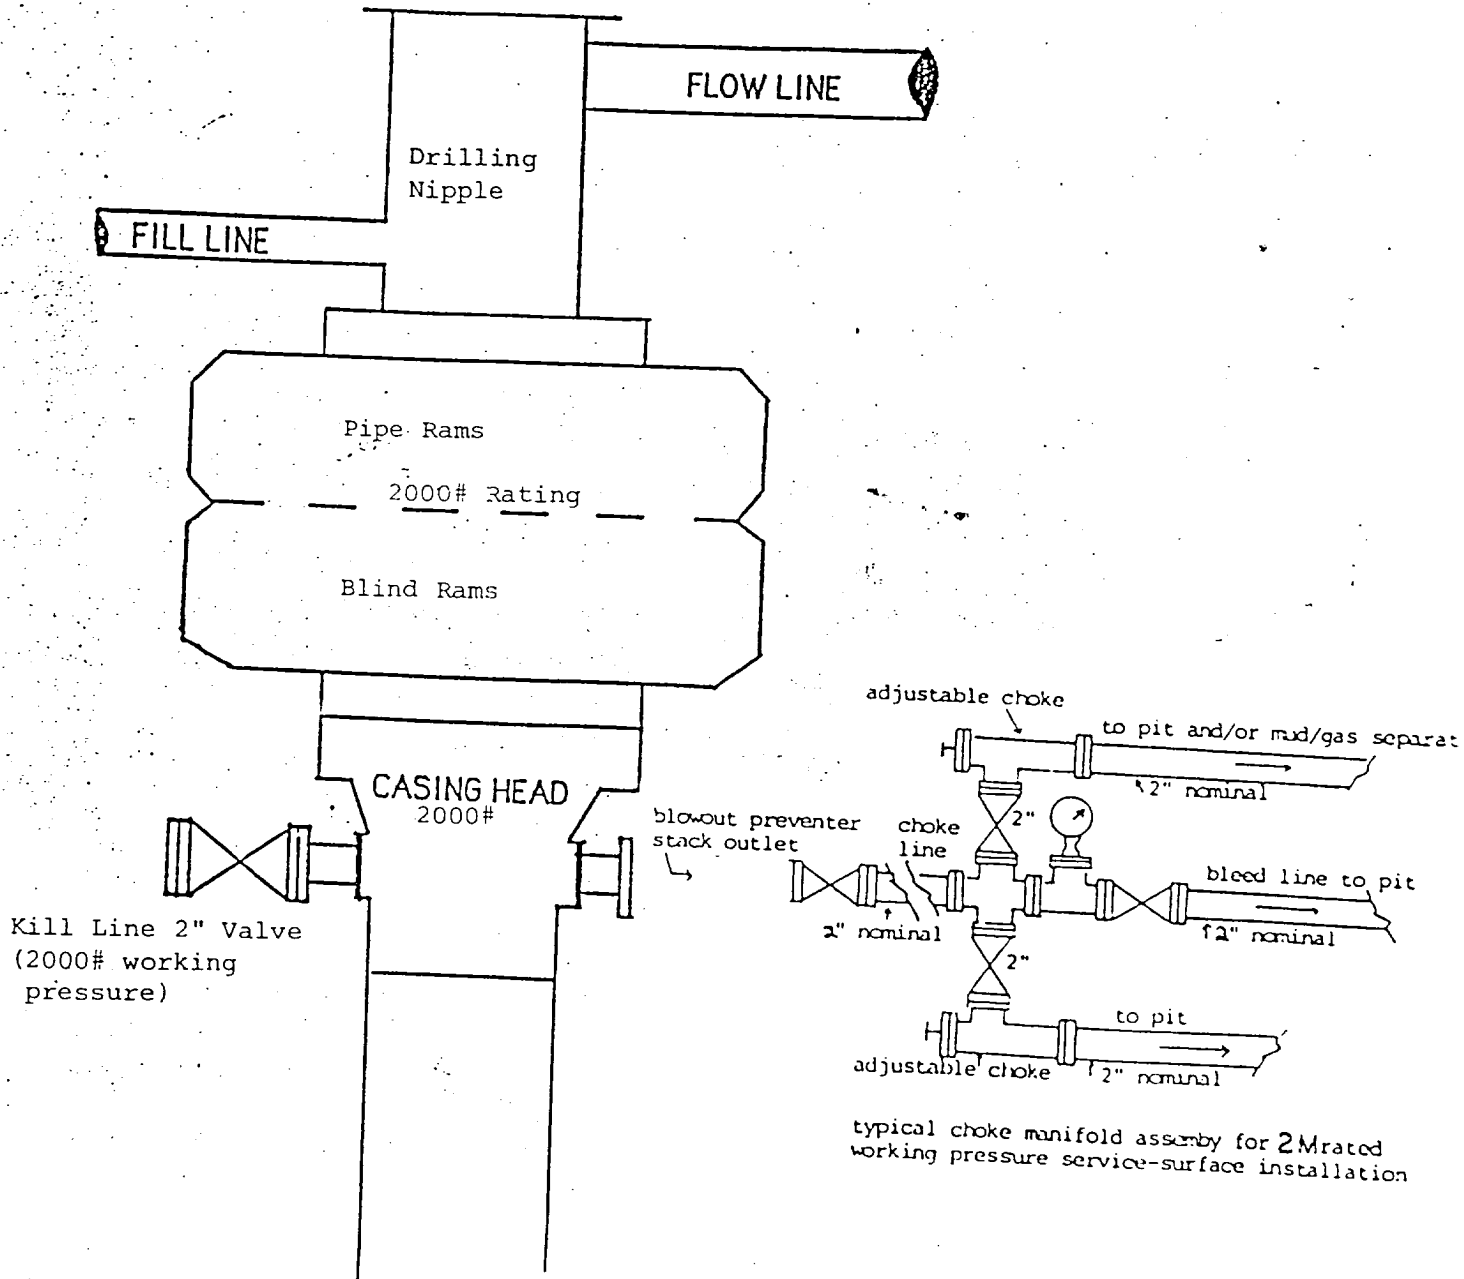 FLOW LINE
Drilling
Nipple
FILL LINE
Pipe Rams
2000# Rating
Blind Rams
CASING HEAD
2000#
Kill Line 2" Valve
(2000# working
pressure)
blowout preventer
stack outlet
adjustable choke
to pit and/or mud/gas separat
2" nominal
2"
choke
line
2" nominal
bleed line to pit
2" nominal
2"
to pit
adjustable choke
2" nominal
typical choke manifold assemby for 2M rated
working pressure service-surface installation